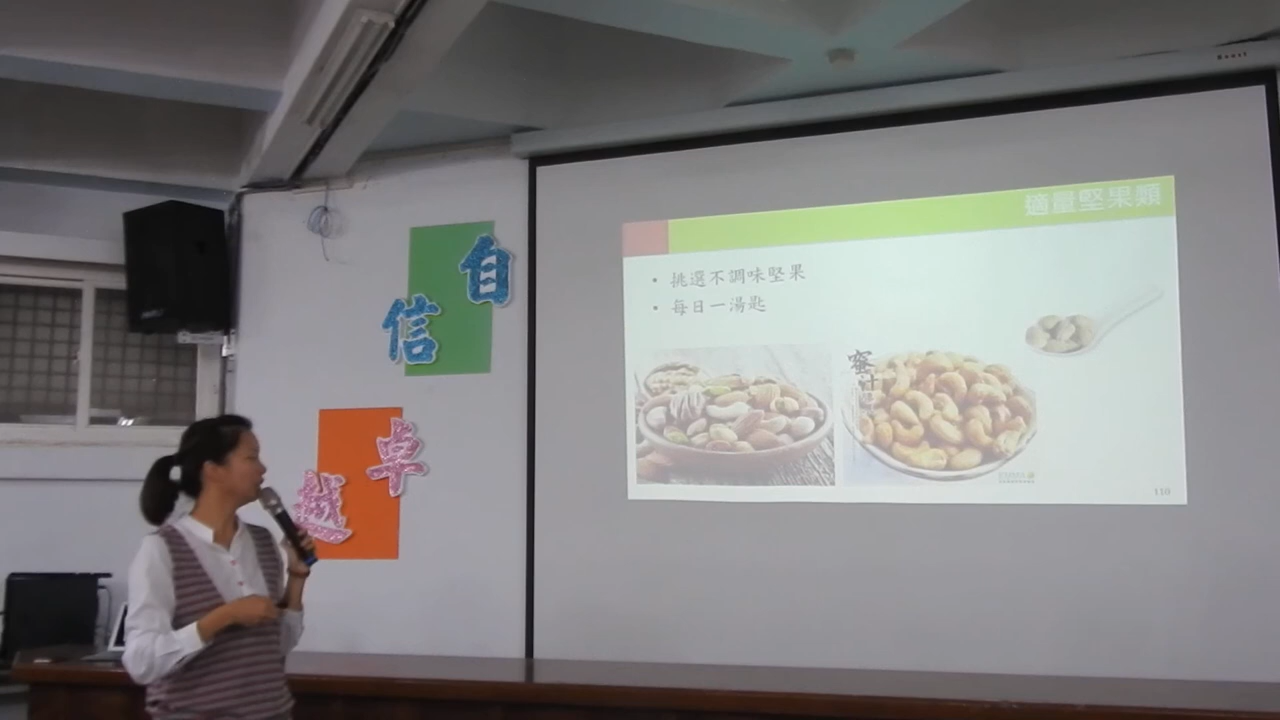 自信
卓越
適量堅果類
• 挑選不調味堅果
• 每日一湯匙
蜜汁
110